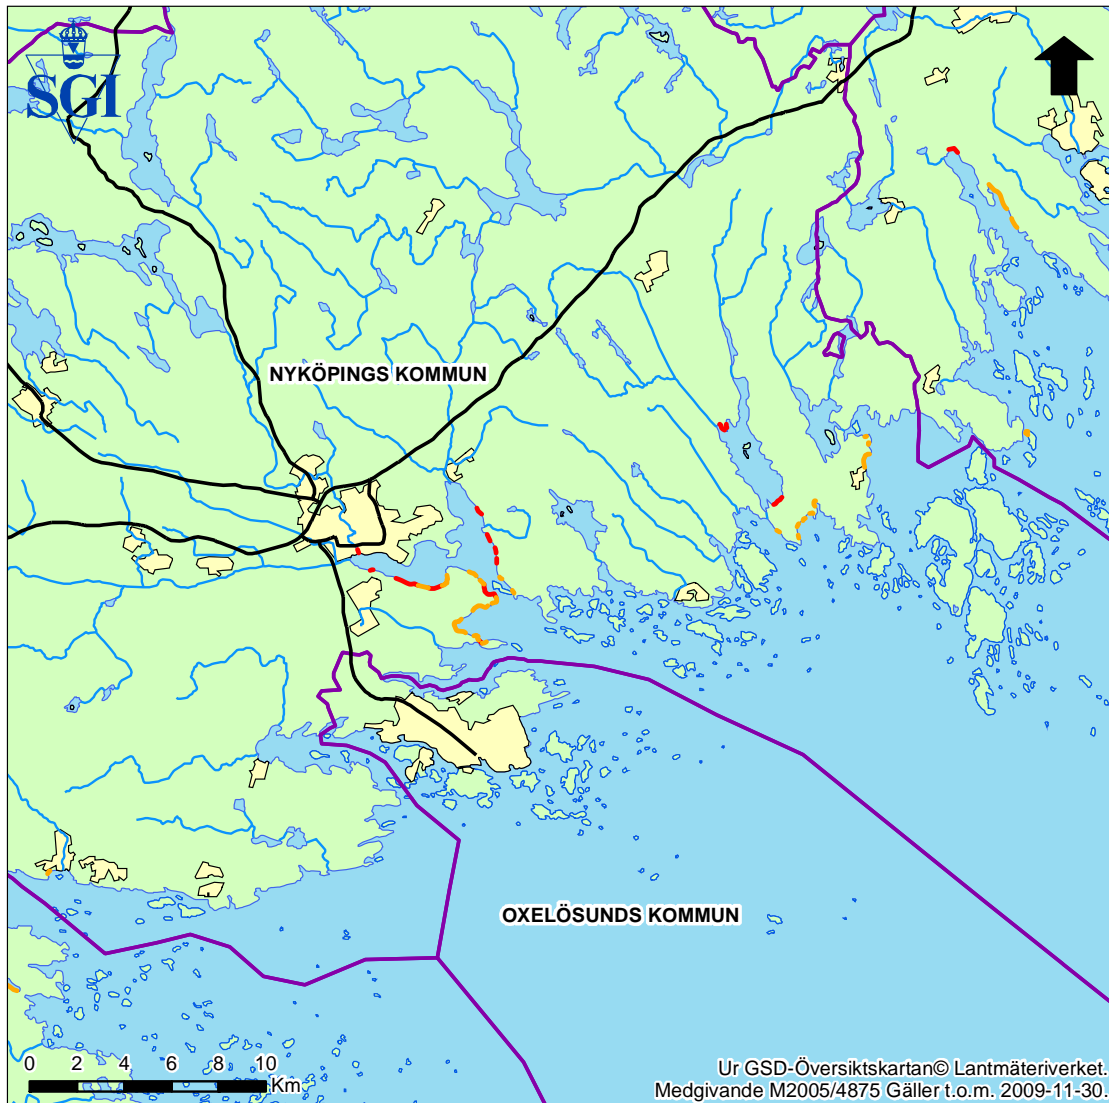 SGI
NYKÖPINGS KOMMUN
OXELÖSUNDS KOMMUN
0 2 4 6 8 10
Km
Ur GSD-Översiktskartan© Lantmäteriverket.
Medgivande M2005/4875 Gäller t.o.m. 2009-11-30.